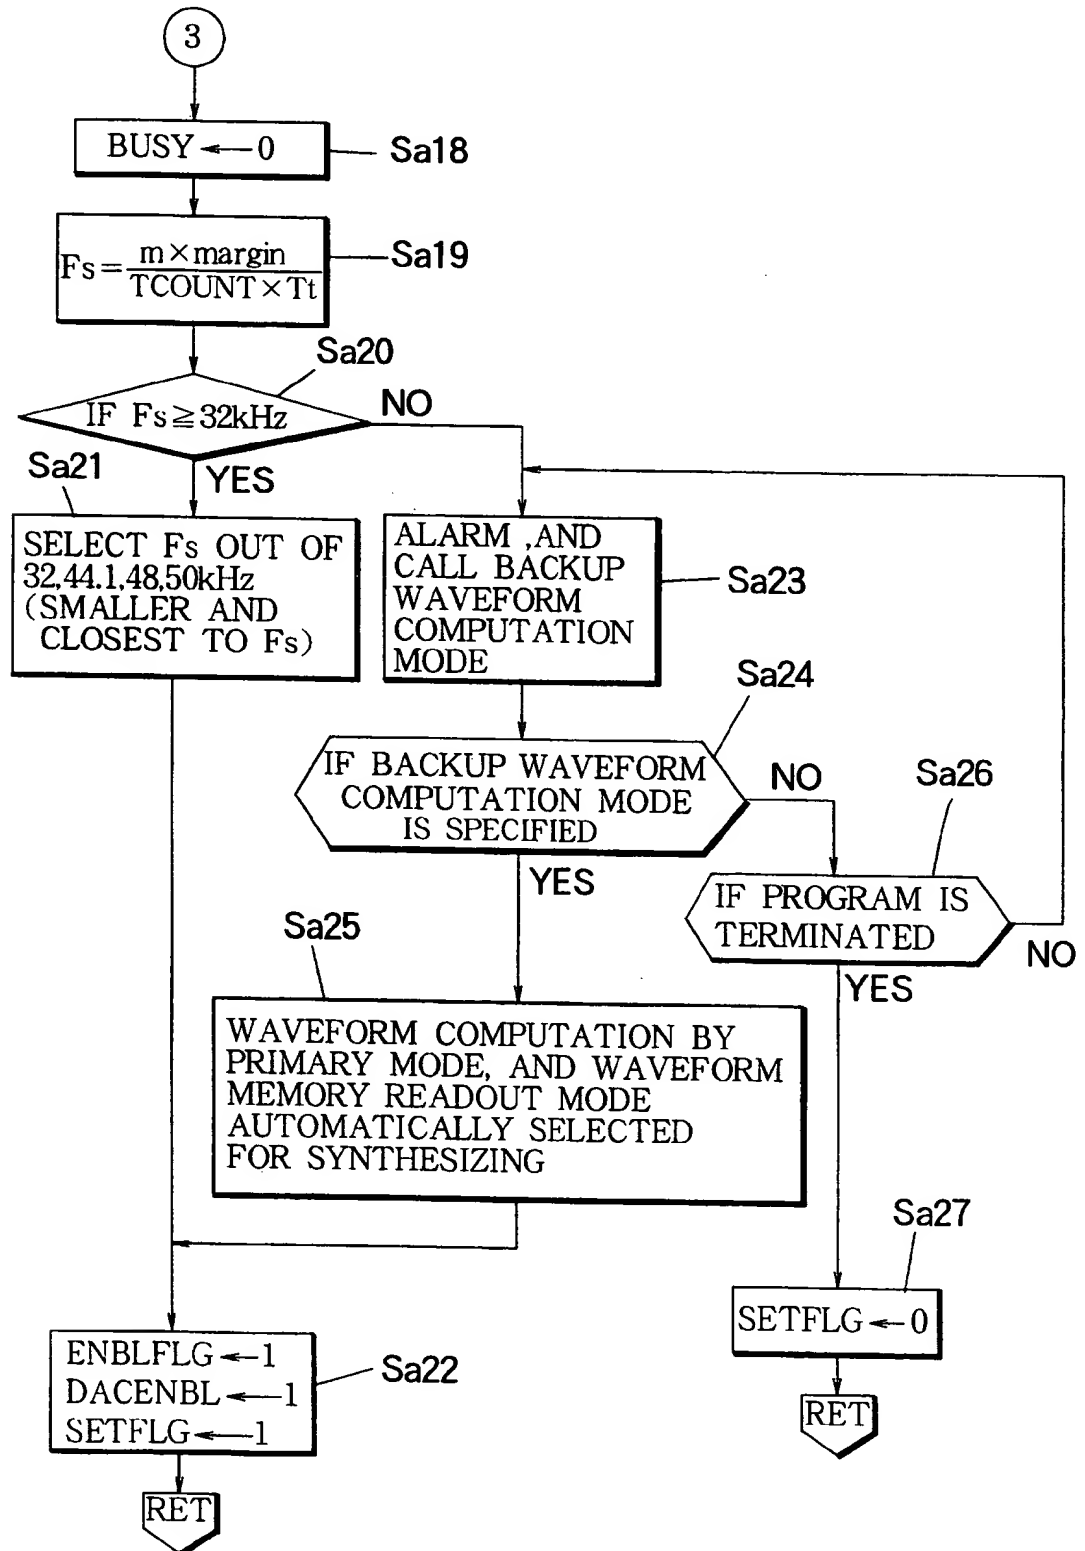 3
BUSY ← 0
Sa18
Fs = m × margin / TCOUNT × Tt
Sa19
Sa20
IF Fs ≧ 32kHz
NO
YES
Sa21
SELECT Fs OUT OF
32,44.1,48,50kHz
(SMALLER AND
CLOSEST TO Fs)
ALARM ,AND
CALL BACKUP
WAVEFORM
COMPUTATION
MODE
Sa23
Sa24
IF BACKUP WAVEFORM
COMPUTATION MODE
IS SPECIFIED
NO
YES
Sa26
IF PROGRAM IS
TERMINATED
NO
YES
Sa25
WAVEFORM COMPUTATION BY
PRIMARY MODE, AND WAVEFORM
MEMORY READOUT MODE
AUTOMATICALLY SELECTED
FOR SYNTHESIZING
Sa27
SETFLG ← 0
RET
ENBLFLG ← 1
DACENBL ← 1
SETFLG ← 1
Sa22
RET